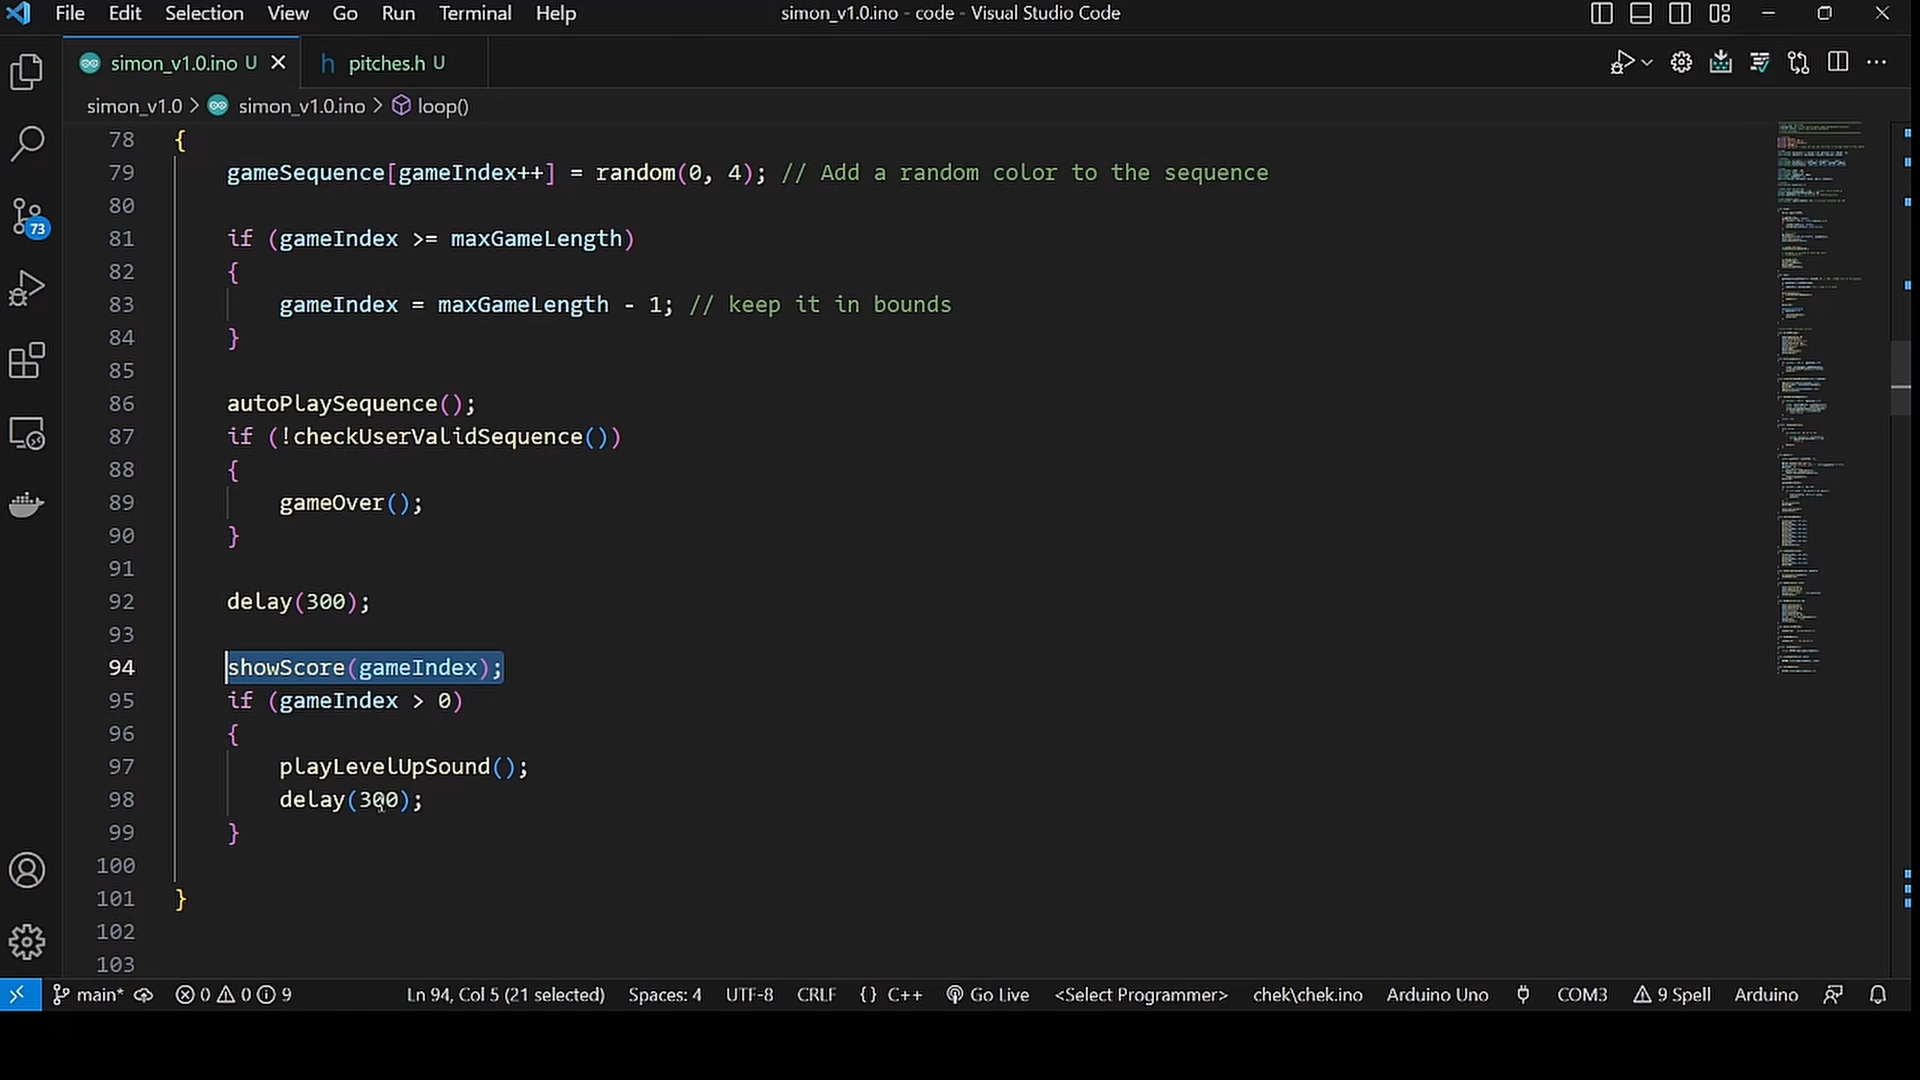 File Edit Selection View Go Run Terminal Help
simon_v1.0.ino - code - Visual Studio Code
simon_v1.0.ino U
h pitches.h U
simon_v1.0 > simon_v1.0.ino > loop()
78 {
79 gameSequence[gameIndex++] = random(0, 4); // Add a random color to the sequence
80
81 if (gameIndex >= maxGameLength)
82 {
83 gameIndex = maxGameLength - 1; // keep it in bounds
84 }
85
86 autoPlaySequence();
87 if (!checkUserValidSequence())
88 {
89 gameOver();
90 }
91
92 delay(300);
93
94 showScore(gameIndex);
95 if (gameIndex > 0)
96 {
97 playLevelUpSound();
98 delay(300);
99 }
100
101 }
102
103
73
main* 0 0 9 Ln 94, Col 5 (21 selected) Spaces: 4 UTF-8 CRLF {} C++ Go Live <Select Programmer> chek\chek.ino Arduino Uno COM3 9 Spell Arduino